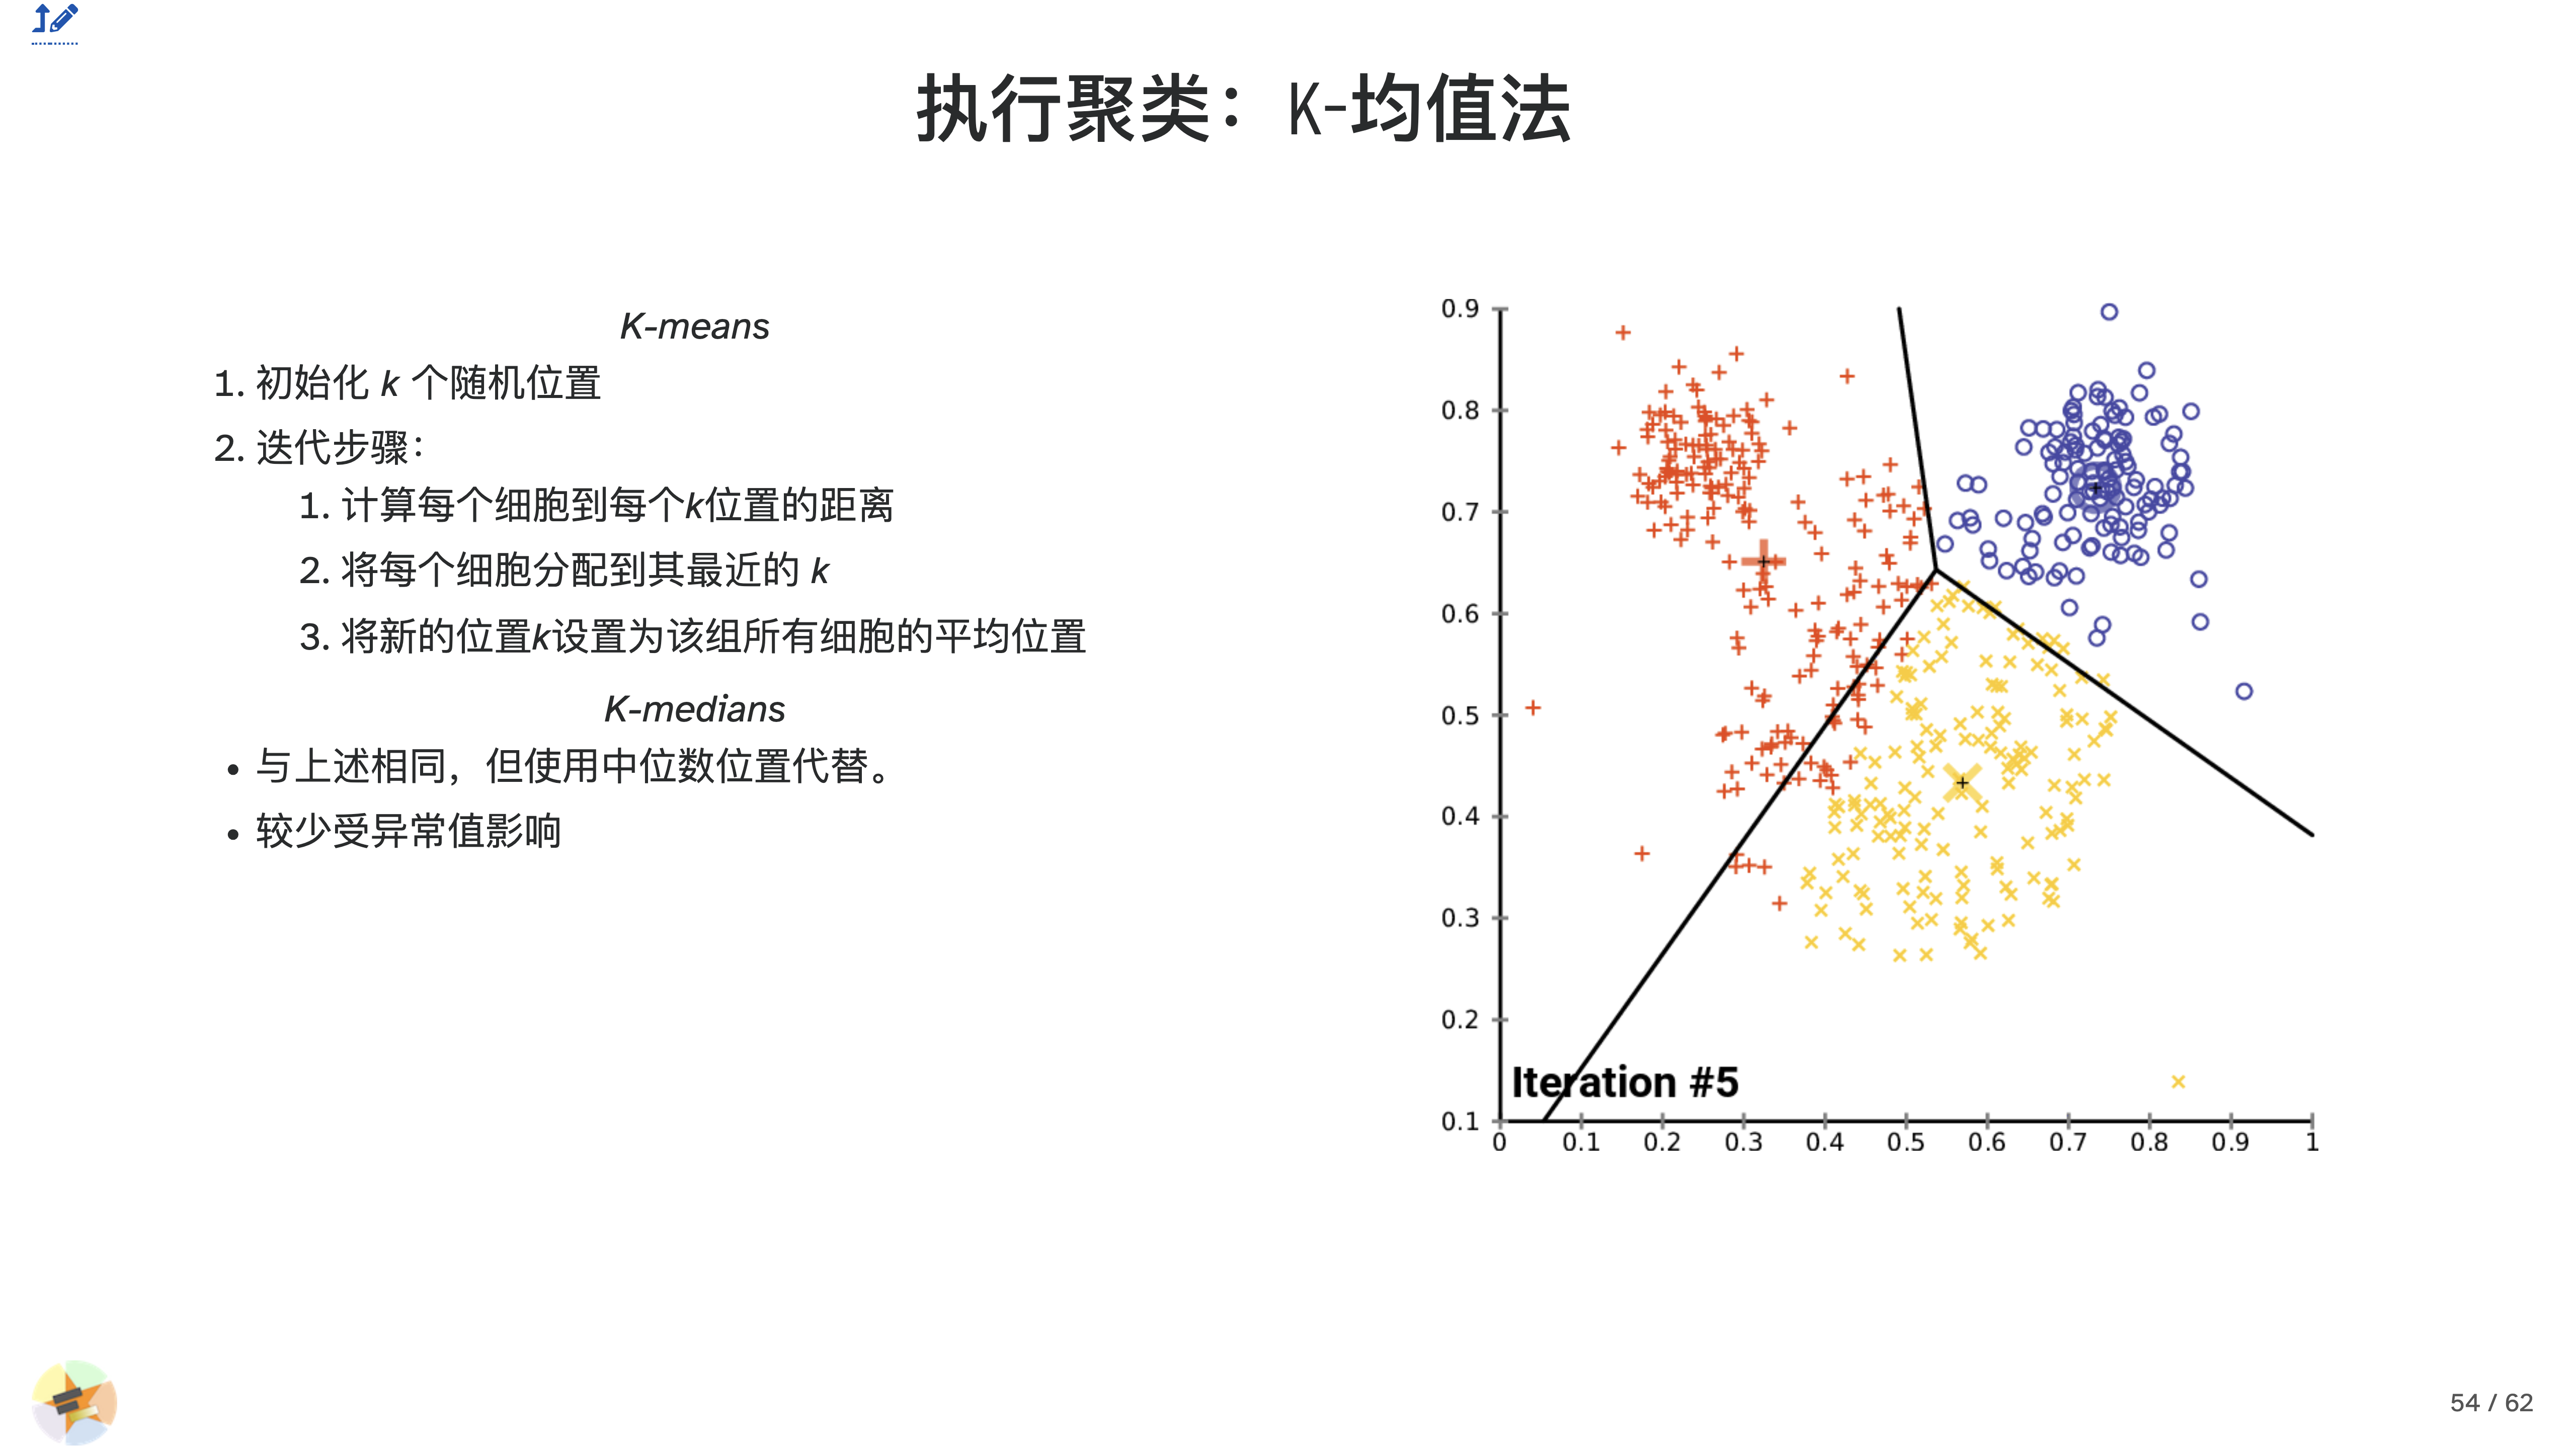 执行聚类：K-均值法
K-means
1. 初始化 k 个随机位置
2. 迭代步骤：
1. 计算每个细胞到每个k位置的距离
2. 将每个细胞分配到其最近的 k
3. 将新的位置k设置为该组所有细胞的平均位置
K-medians
• 与上述相同，但使用中位数位置代替。
• 较少受异常值影响
0.9
0.8
0.7
0.6
0.5
0.4
0.3
0.2
0.1
Iteration #5
0 0.1 0.2 0.3 0.4 0.5 0.6 0.7 0.8 0.9 1
54 / 62